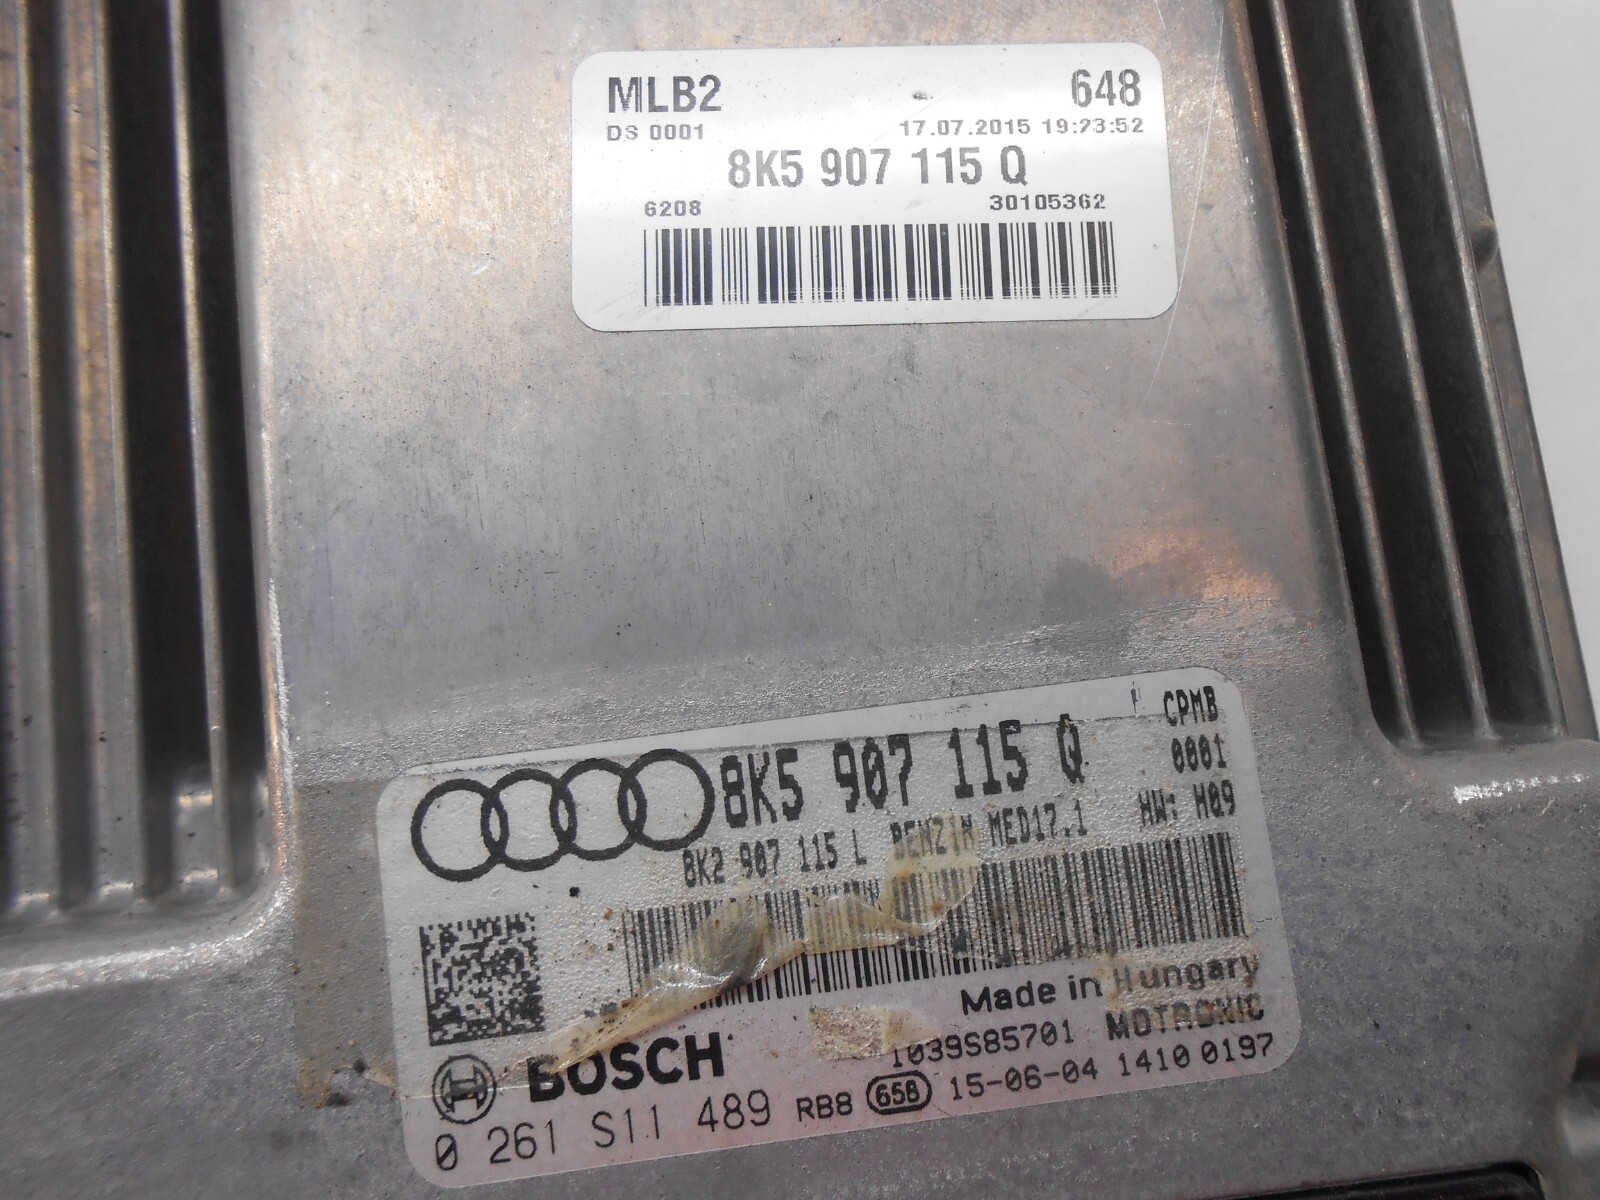 MLB2 648
DS 0001 17.07.2015 19:23:52
8K5 907 115 Q
6208 30105362
8K5 907 115 Q CPMB
0001
8K2 907 115 L BENZIN MED17.1 HW: H09
Made in Hungary
BOSCH 1039S85701 MOTRONIC
0 261 S11 489 RB8 658 15-06-04 1410 0197